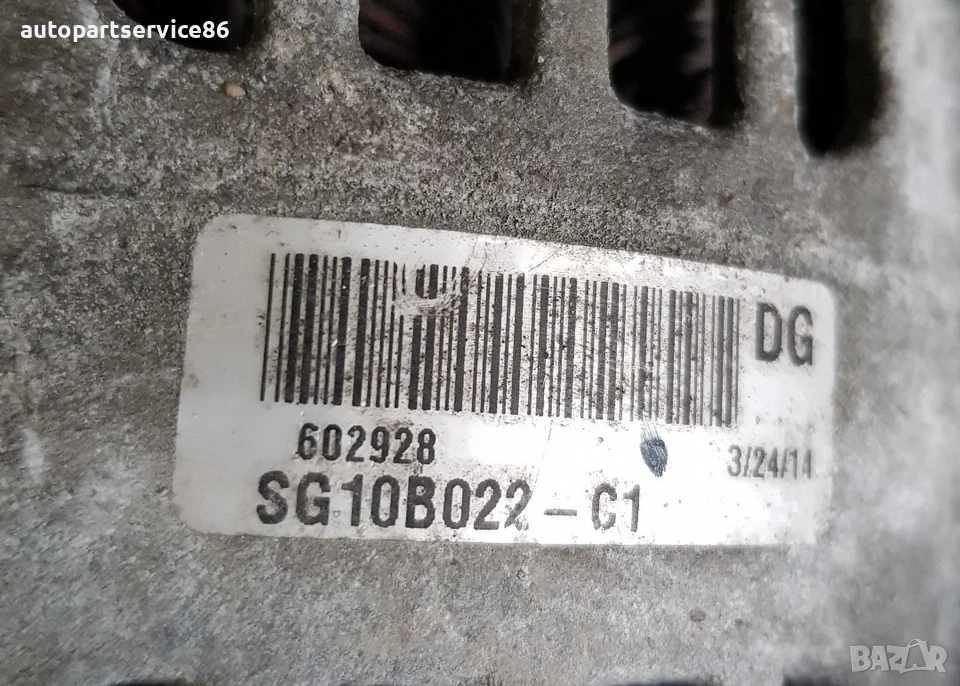 autopartservice86
DG
602928
3/24/14
SG10B022-C1
BAZAR